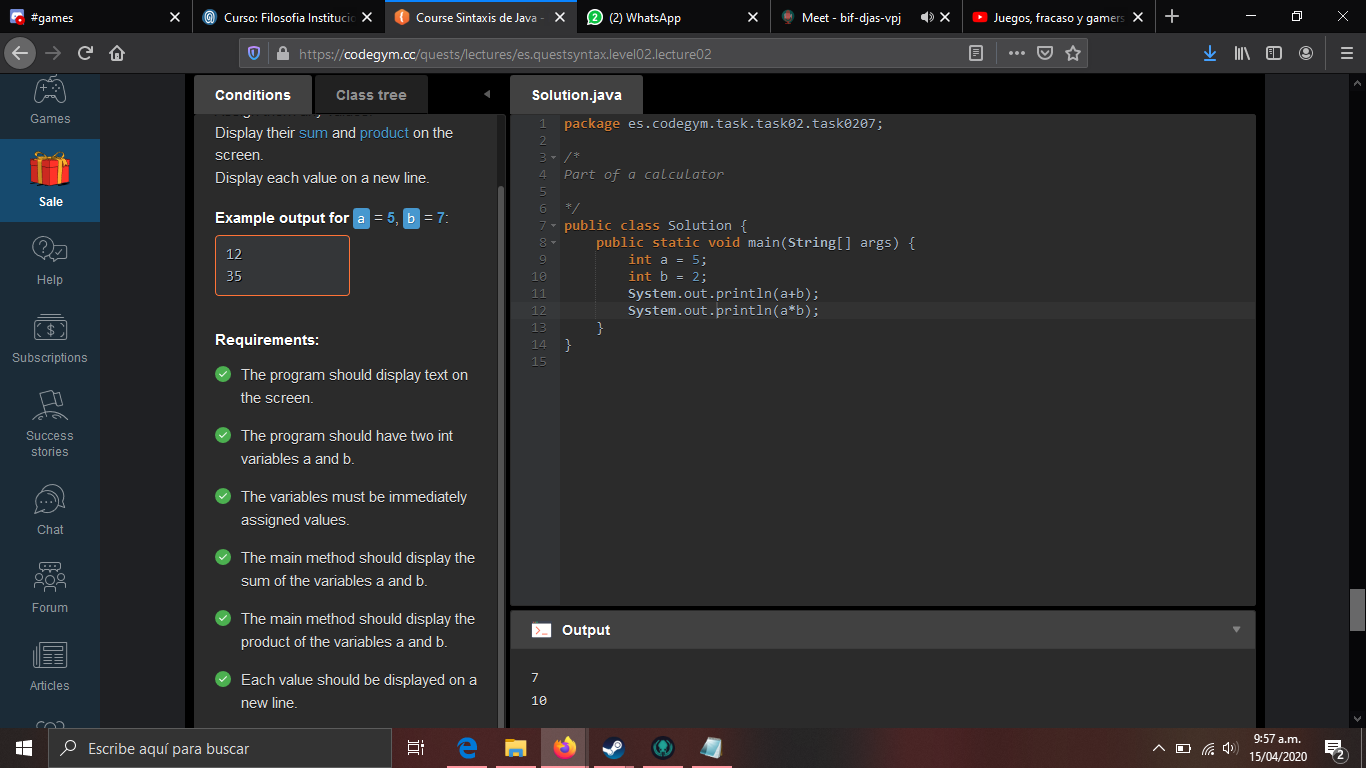 #games
Curso: Filosofia Institucio
Course Sintaxis de Java -
(2) WhatsApp
Meet - bif-djas-vpj
Juegos, fracaso y gamers
https://codegym.cc/quests/lectures/es.questsyntax.level02.lecture02
Games
Sale
Help
Subscriptions
Success
stories
Chat
Forum
Articles
Conditions
Class tree
Display their sum and product on the
screen.
Display each value on a new line.
Example output for a = 5, b = 7:
12
35
Requirements:
The program should display text on
the screen.
The program should have two int
variables a and b.
The variables must be immediately
assigned values.
The main method should display the
sum of the variables a and b.
The main method should display the
product of the variables a and b.
Each value should be displayed on a
new line.
Solution.java
1 package es.codegym.task.task02.task0207;
2
3 /*
4 Part of a calculator
5
6 */
7 public class Solution {
8 public static void main(String[] args) {
9 int a = 5;
10 int b = 2;
11 System.out.println(a+b);
12 System.out.println(a*b);
13 }
14 }
15
Output
7
10
Escribe aquí para buscar
9:57 a.m.
15/04/2020
2